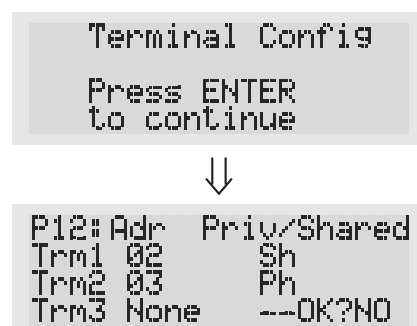 Terminal Config
Press ENTER
to continue
P12:Adr Priv/Shared
Trm1 02 Sh
Trm2 03 Ph
Trm3 None --OK?NO